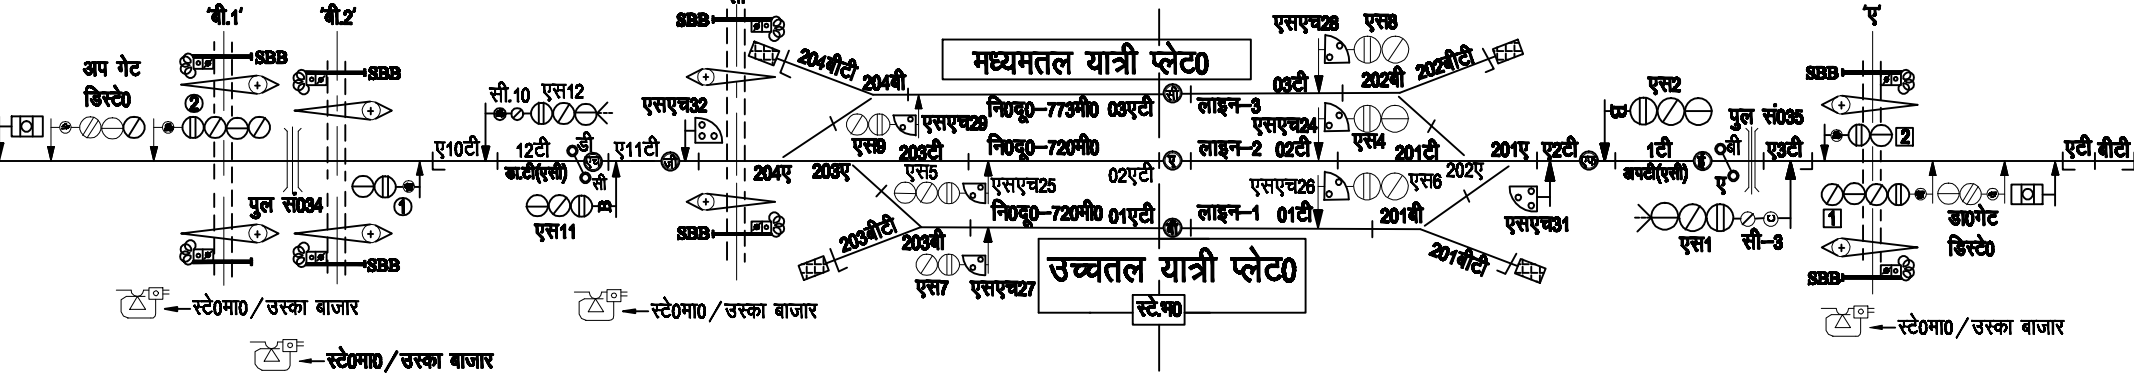 'बी.1' 'बी.2' SBB 'ए'
SBB SBB
अप गेट
डिस्टे0
2
सी.10 एस12
एसएच32
204बीटी 204बी
मध्यमतल यात्री प्लेट0
एसएच28 एस8
03टी 202बी 202बीटी
एसएच29 नि0दू0-773मी0 03एटी सी लाइन-3
एस9 203टी नि0दू0-720मी0 ए लाइन-2 02टी
एसएच24 एस4 201टी 201ए
एस2
पुल सं035
SBB
2
ए10टी 12टी डी ए11टी जी
डा.टी(एसी) सी
204ए 203ए
02एटी
202ए ए2टी
1टी बी ए3टी
अपटी(एसी) ए
एटी बीटी
1
पुल सं034
एस11 B
एस5 एसएच25
नि0दू0-720मी0 01एटी बी लाइन-1 01टी
एसएच26 एस6 201बी
एसएच31
एस1 सी-3
1
डा0गेट
डिस्टे0
SBB SBB
203बीटी 203बी
एस7 एसएच27
201बीटी
SBB
उच्चतल यात्री प्लेट0
स्टे.भ0
स्टे0मा0/उस्का बाजार
स्टे0मा0/उस्का बाजार
स्टे0मा0/उस्का बाजार
स्टे0मा0/उस्का बाजार